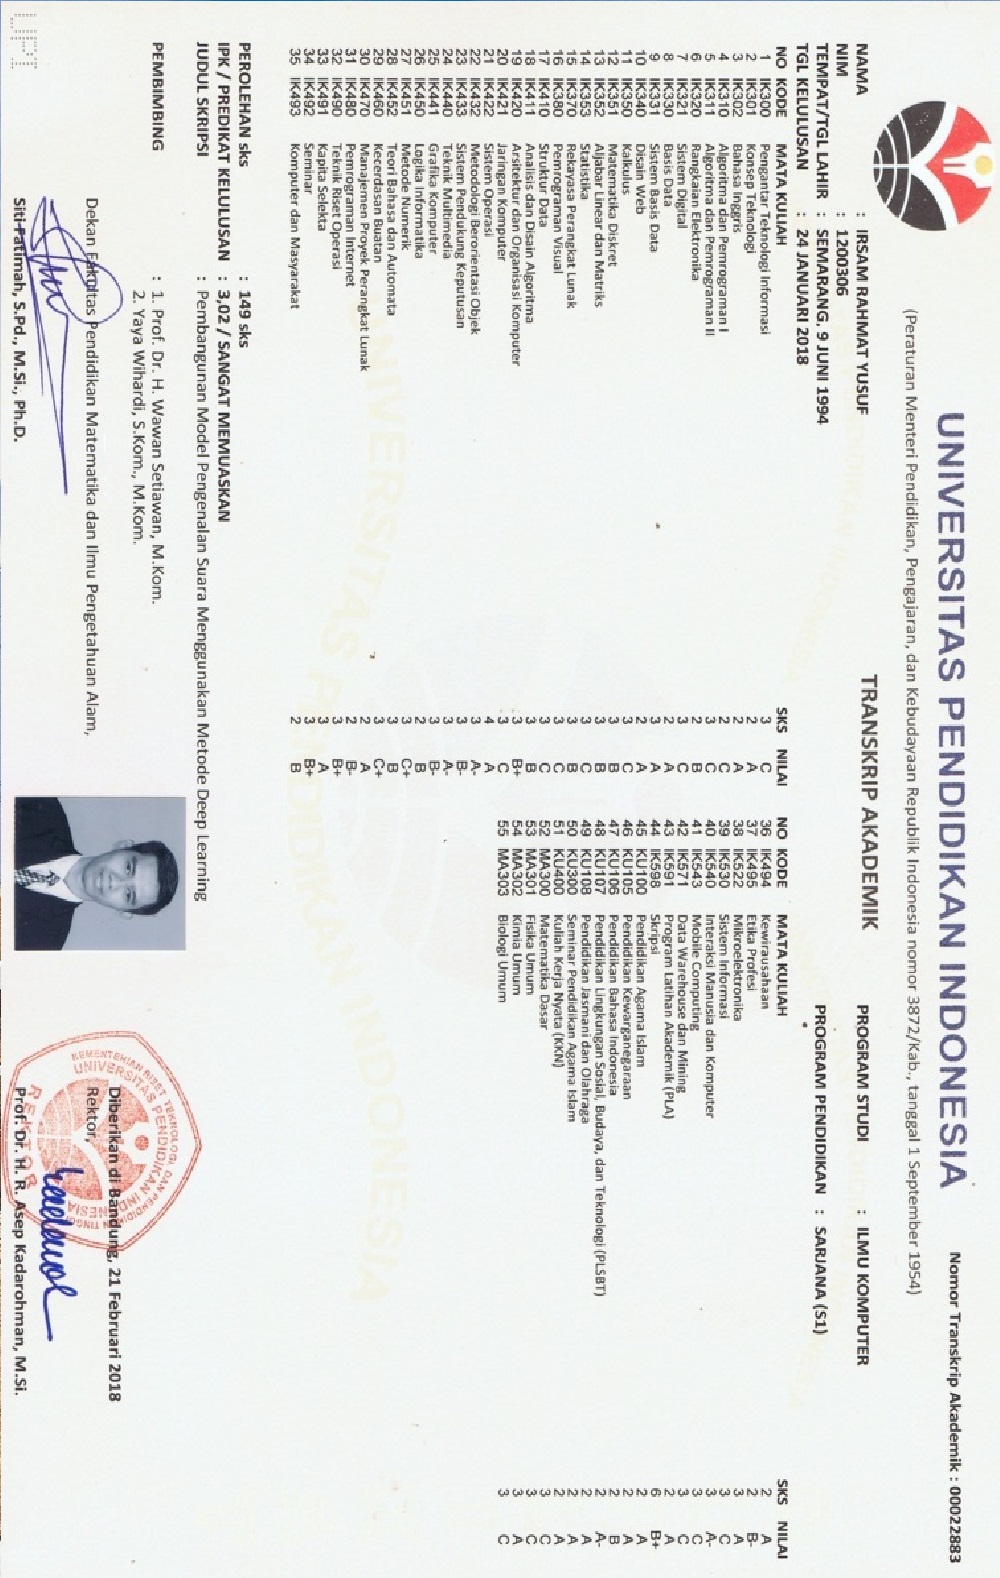 Nomor Transkrip Akademik : 00022883
UNIVERSITAS PENDIDIKAN INDONESIA
(Peraturan Menteri Pendidikan, Pengajaran, dan Kebudayaan Republik Indonesia nomor 3872/Kab., tanggal 1 September 1954)
TRANSKRIP AKADEMIK
NAMA : IRSAM RAHMAT YUSUF
NIM : 1200306
TEMPAT/TGL LAHIR : SEMARANG, 9 JUNI 1994
TGL KELULUSAN : 24 JANUARI 2018
PROGRAM STUDI : ILMU KOMPUTER
PROGRAM PENDIDIKAN : SARJANA (S1)
NO KODE MATA KULIAH SKS NILAI
1 IK300 Pengantar Teknologi Informasi 3 C
2 IK301 Konsep Teknologi 2 A
3 IK302 Bahasa Inggris 2 A
4 IK310 Algoritma dan Pemrograman I 2 C
5 IK311 Algoritma dan Pemrograman II 3 C
6 IK320 Rangkaian Elektronika 2 B
7 IK321 Sistem Digital 3 C
8 IK330 Basis Data 2 A
9 IK331 Sistem Basis Data 3 A
10 IK340 Disain Web 3 A
11 IK350 Kalkulus 3 C
12 IK351 Matematika Diskret 3 B
13 IK352 Aljabar Linear dan Matriks 3 B
14 IK353 Statistika 3 C
15 IK370 Rekayasa Perangkat Lunak 3 B
16 IK380 Pemrograman Visual 3 C
17 IK410 Struktur Data 3 C
18 IK411 Analisis dan Disain Algoritma 3 B
19 IK420 Arsitektur dan Organisasi Komputer 3 B+
20 IK421 Jaringan Komputer 3 C
21 IK422 Sistem Operasi 4 A
22 IK432 Metodologi Berorientasi Objek 3 A-
23 IK433 Sistem Pendukung Keputusan 3 B-
24 IK440 Teknik Multimedia 3 A-
25 IK441 Grafika Komputer 3 B-
26 IK450 Logika Informatika 2 B
27 IK451 Metode Numerik 3 C+
28 IK452 Teori Bahasa dan Automata 3 B
29 IK460 Kecerdasan Buatan 3 C+
30 IK470 Manajemen Proyek Perangkat Lunak 2 A
31 IK480 Pemrograman Internet 2 B-
32 IK490 Teknik Riset Operasi 3 B+
33 IK491 Kapita Selekta 3 A
34 IK492 Seminar 3 B+
35 IK493 Komputer dan Masyarakat 2 B
NO KODE MATA KULIAH SKS NILAI
36 IK494 Kewirausahaan 2 A
37 IK495 Etika Profesi 2 B-
38 IK522 Mikroelektronika 3 A
39 IK530 Sistem Informasi 3 C
40 IK540 Interaksi Manusia dan Komputer 3 A-
41 IK543 Mobile Computing 3 C
42 IK571 Data Warehouse dan Mining 3 C
43 IK591 Program Latihan Akademik (PLA) 2 A
44 IK598 Skripsi 6 B+
45 KU100 Pendidikan Agama Islam 2 A
46 KU105 Pendidikan Kewarganegaraan 2 A
47 KU106 Pendidikan Bahasa Indonesia 2 B
48 KU107 Pendidikan Lingkungan Sosial, Budaya, dan Teknologi (PLSBT) 2 A-
49 KU108 Pendidikan Jasmani dan Olahraga 2 A
50 KU300 Seminar Pendidikan Agama Islam 2 A
51 KU400 Kuliah Kerja Nyata (KKN) 2 A
52 MA300 Matematika Dasar 3 C
53 MA301 Fisika Umum 3 C
54 MA302 Kimia Umum 3 A
55 MA303 Biologi Umum 3 C
PEROLEHAN sks : 149 sks
IPK / PREDIKAT KELULUSAN : 3,02 / SANGAT MEMUASKAN
JUDUL SKRIPSI : Pembangunan Model Pengenalan Suara Menggunakan Metode Deep Learning
PEMBIMBING : 1. Prof. Dr. H. Wawan Setiawan, M.Kom.
2. Yaya Wihardi, S.Kom., M.Kom.
Dekan Fakultas Pendidikan Matematika dan Ilmu Pengetahuan Alam,
Siti Fatimah, S.Pd., M.Si., Ph.D.
Diberikan di Bandung, 21 Februari 2018
Rektor,
Prof. Dr. H. R. Asep Kadarohman, M.Si.
KEMENTERIAN RISET TEKNOLOGI DAN PENDIDIKAN TINGGI
UNIVERSITAS PENDIDIKAN INDONESIA
REKTOR
UNIVERSITAS PENDIDIKAN INDONESIA